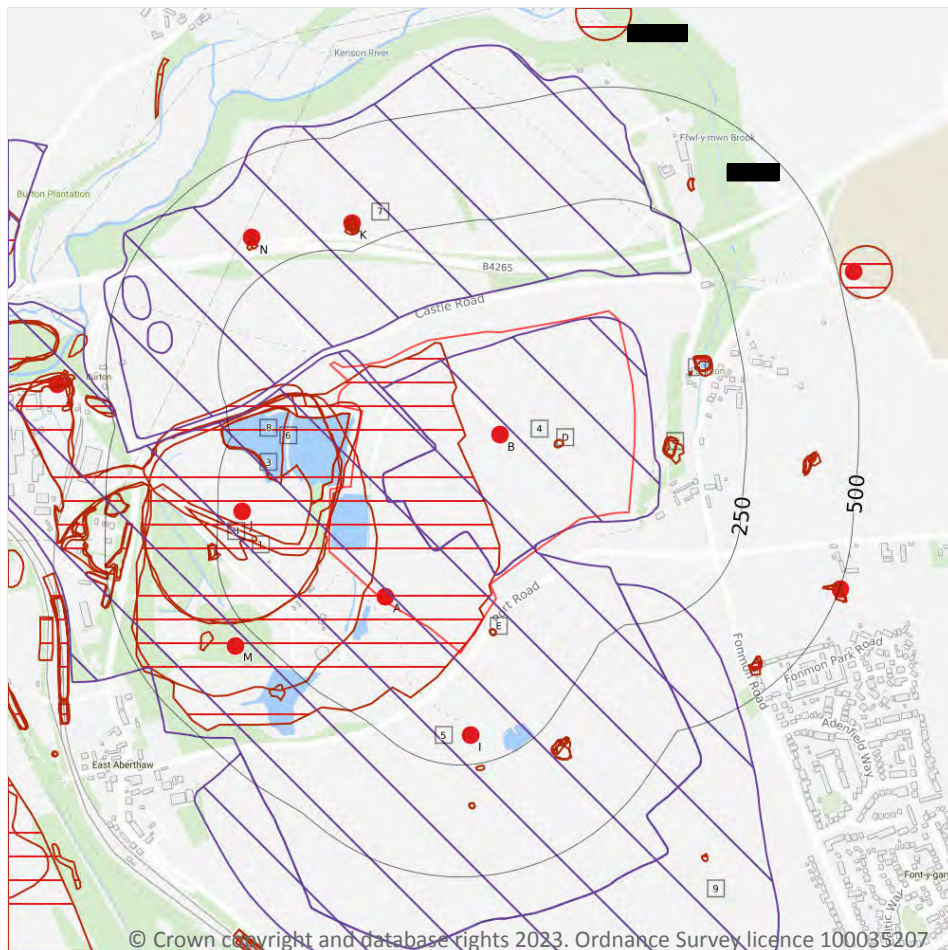 Kenson River
Ffwl-y-mwn Brook
Burton Plantation
7
K
N
B4265
Castle Road
Burton
8
6
4
D
B
3
250
500
A
Port Road
E
M
Fonmon Road
Fonmon Park Road
5
I
Adenfield Way
East Aberthaw
9
Font-y-gary
© Crown copyright and database rights 2023. Ordnance Survey licence 100035207